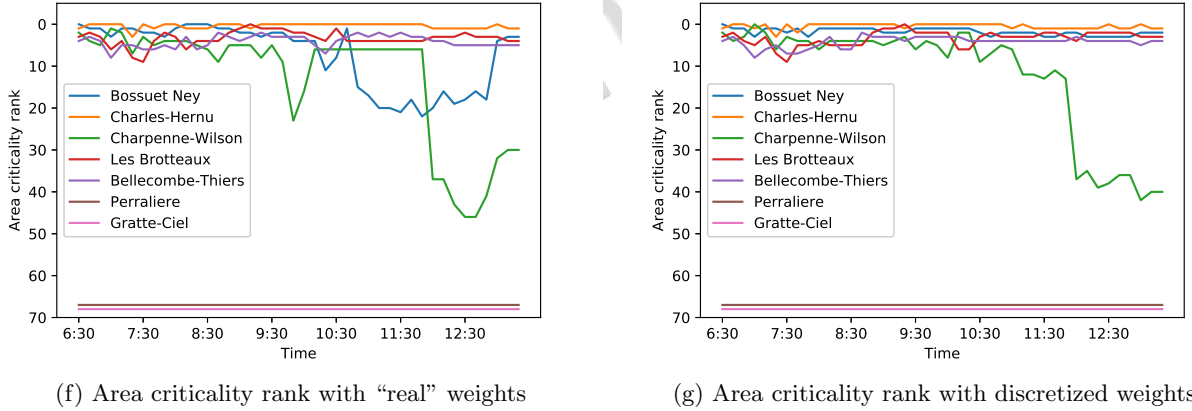 0
10
20
30
40
50
60
70
Area criticality rank
Bossuet Ney
Charles-Hernu
Charpenne-Wilson
Les Brotteaux
Bellecombe-Thiers
Perraliere
Gratte-Ciel
6:30 7:30 8:30 9:30 10:30 11:30 12:30
Time
(f) Area criticality rank with “real” weights
0
10
20
30
40
50
60
70
Area criticality rank
Bossuet Ney
Charles-Hernu
Charpenne-Wilson
Les Brotteaux
Bellecombe-Thiers
Perraliere
Gratte-Ciel
6:30 7:30 8:30 9:30 10:30 11:30 12:30
Time
(g) Area criticality rank with discretized weights